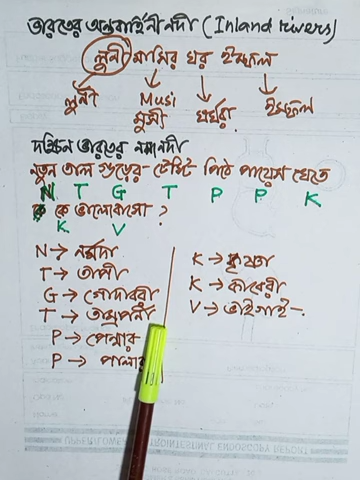 ভারতের অন্তর্বাহিনী নদী (Inland rivers)
লুনী মাসির ঘর ইম্ফল
লুনী Musi ঘর্ঘরা ইম্ফল
মুসী
দক্ষিন ভারতের নদনদী
নতুন তাল গুড়ের টেস্টি পিঠে পায়েস খেতে
N T G T P P K
কে কে ভালোবাসো ?
K V
N → নর্মদা
T → তাপ্তী
G → গোদাবরী
T → তাম্রপর্নী
P → পেন্নার
P → পালার
K → কৃষ্ণা
K → কাবেরী
V → ভাইগাই